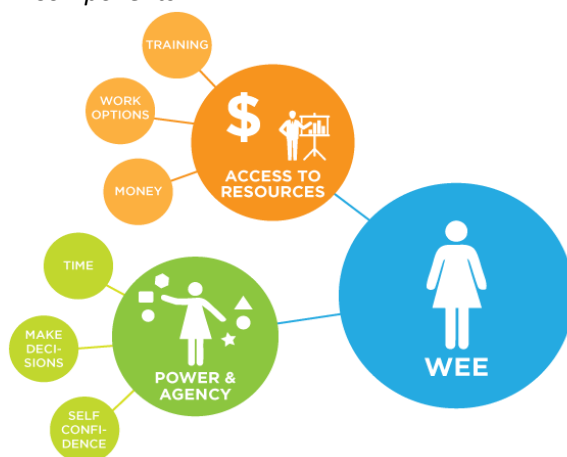 TRAINING
WORK
OPTIONS
MONEY
$
ACCESS TO
RESOURCES
TIME
MAKE
DECI-
SIONS
SELF
CONFI-
DENCE
POWER &
AGENCY
WEE